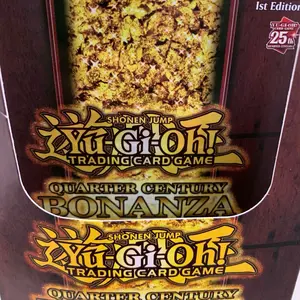 1st Edition
25th
SHONEN JUMP
Yu-Gi-Oh!
TRADING CARD GAME
QUARTER CENTURY
BONANZA
SHONEN JUMP
Yu-Gi-Oh!
TRADING CARD GAME
QUARTER CENTURY